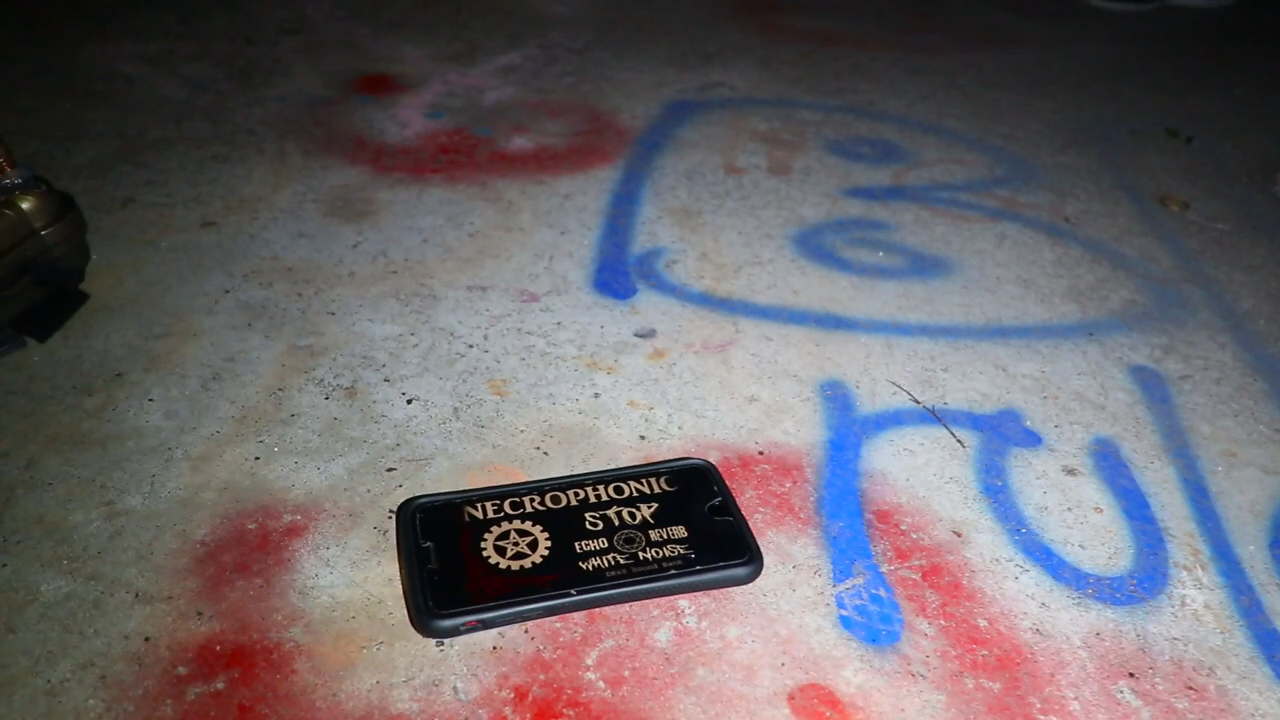 NECROPHONIC
STOP
ECHO REVERB
WHITE NOISE
rul